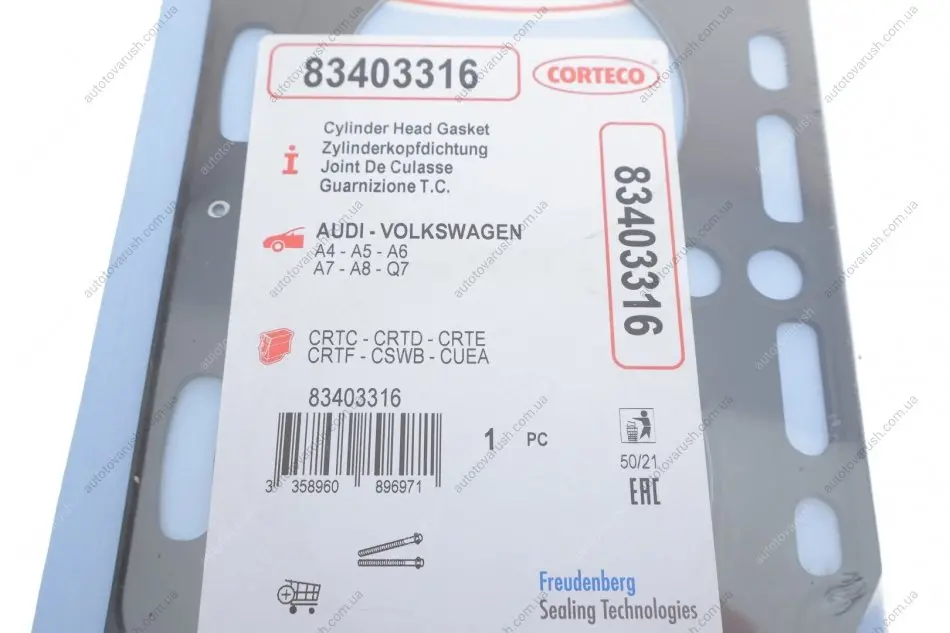 83403316
CORTECO
Cylinder Head Gasket
Zylinderkopfdichtung
Joint De Culasse
Guarnizione T.C.
83403316
AUDI - VOLKSWAGEN
A4 - A5 - A6
A7 - A8 - Q7
CRTC - CRTD - CRTE
CRTF - CSWB - CUEA
83403316
3 358960 896971
1 PC
50/21
EAC
Freudenberg
Sealing Technologies
autotovarush.com.ua